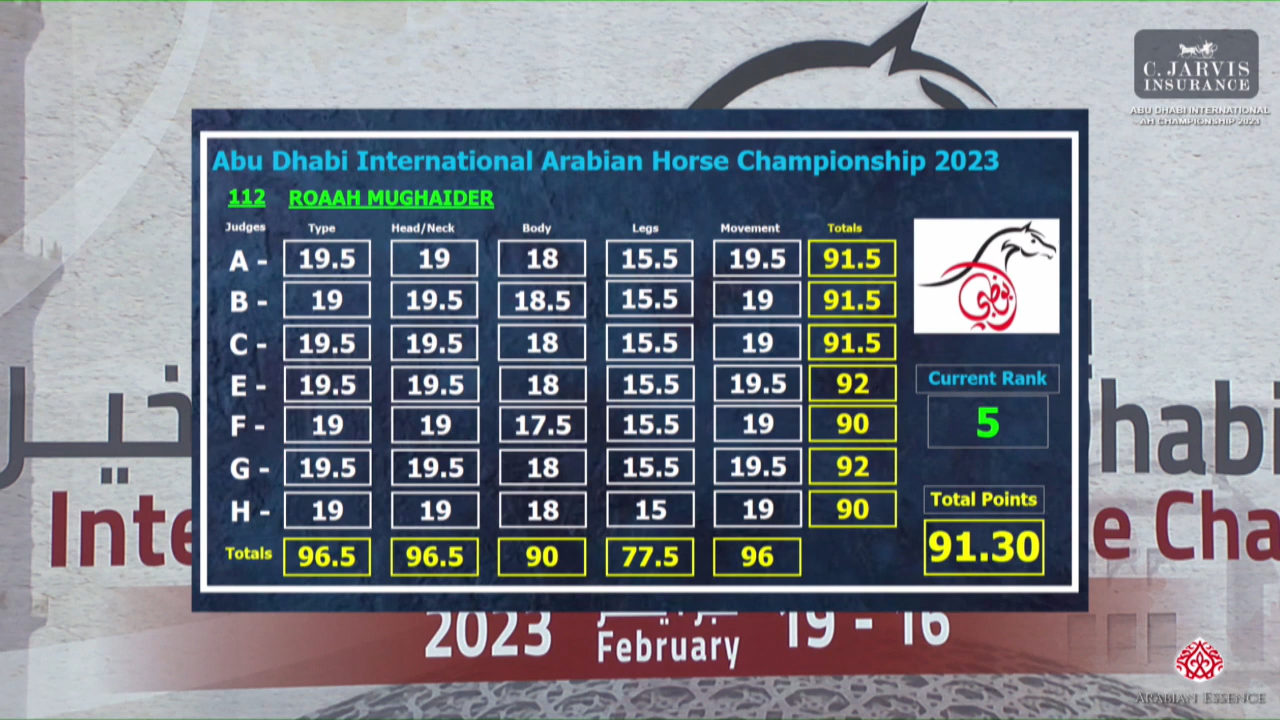 C. JARVIS
INSURANCE
ABU DHABI INTERNATIONAL
AH CHAMPIONSHIP 2023
Abu Dhabi International Arabian Horse Championship 2023
112 ROAAH MUGHAIDER
Judges Type Head/Neck Body Legs Movement Totals
A - 19.5 19 18 15.5 19.5 91.5
B - 19 19.5 18.5 15.5 19 91.5
C - 19.5 19.5 18 15.5 19 91.5
E - 19.5 19.5 18 15.5 19.5 92
F - 19 19 17.5 15.5 19 90
G - 19.5 19.5 18 15.5 19.5 92
H - 19 19 18 15 19 90
Totals 96.5 96.5 90 77.5 96
أبوظبي
Current Rank
5
Total Points
91.30
habi
Inte
e Cha
2023 February 19 - 16
ARABIAN ESSENCE